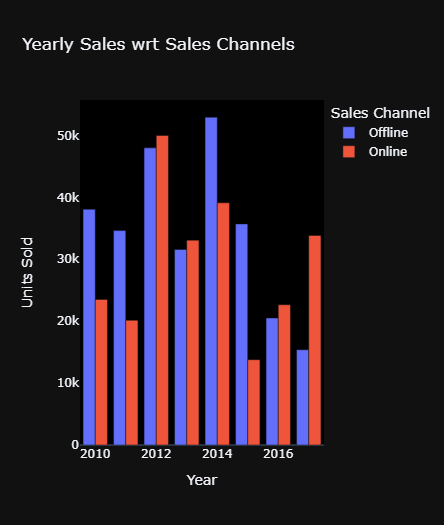 Yearly Sales wrt Sales Channels
Sales Channel
Offline
Online
50k
40k
30k
20k
10k
0
Units Sold
2010
2012
2014
2016
Year